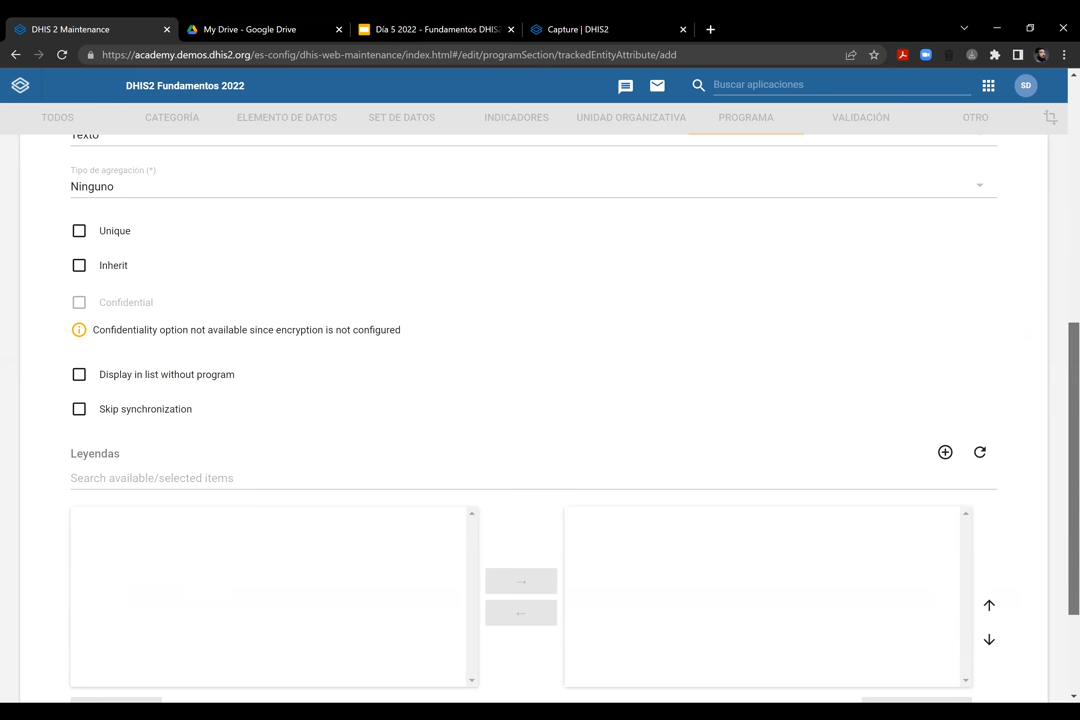 DHIS 2 Maintenance
My Drive - Google Drive
Día 5 2022 - Fundamentos DHIS2
Capture | DHIS2
https://academy.demos.dhis2.org/es-config/dhis-web-maintenance/index.html#/edit/programSection/trackedEntityAttribute/add
DHIS2 Fundamentos 2022
Buscar aplicaciones
SD
TODOS
CATEGORÍA
ELEMENTO DE DATOS
SET DE DATOS
INDICADORES
UNIDAD ORGANIZATIVA
PROGRAMA
VALIDACIÓN
OTRO
Texto
Tipo de agregación (*)
Ninguno
Unique
Inherit
Confidential
Confidentiality option not available since encryption is not configured
Display in list without program
Skip synchronization
Leyendas
Search available/selected items